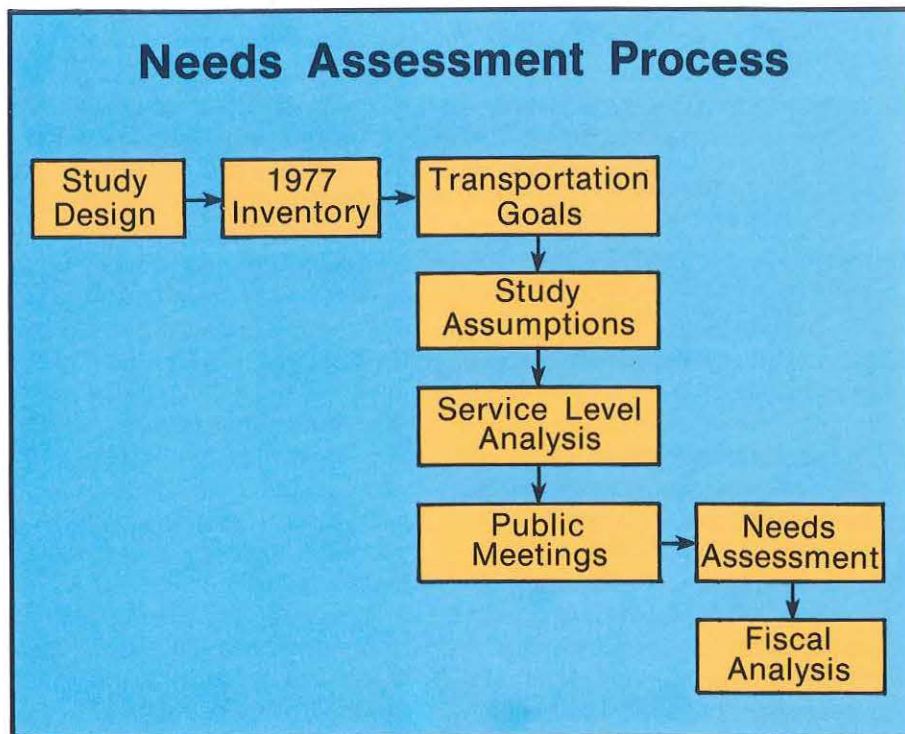 Needs Assessment Process
Study
Design
1977
Inventory
Transportation
Goals
Study
Assumptions
Service Level
Analysis
Public
Meetings
Needs
Assessment
Fiscal
Analysis